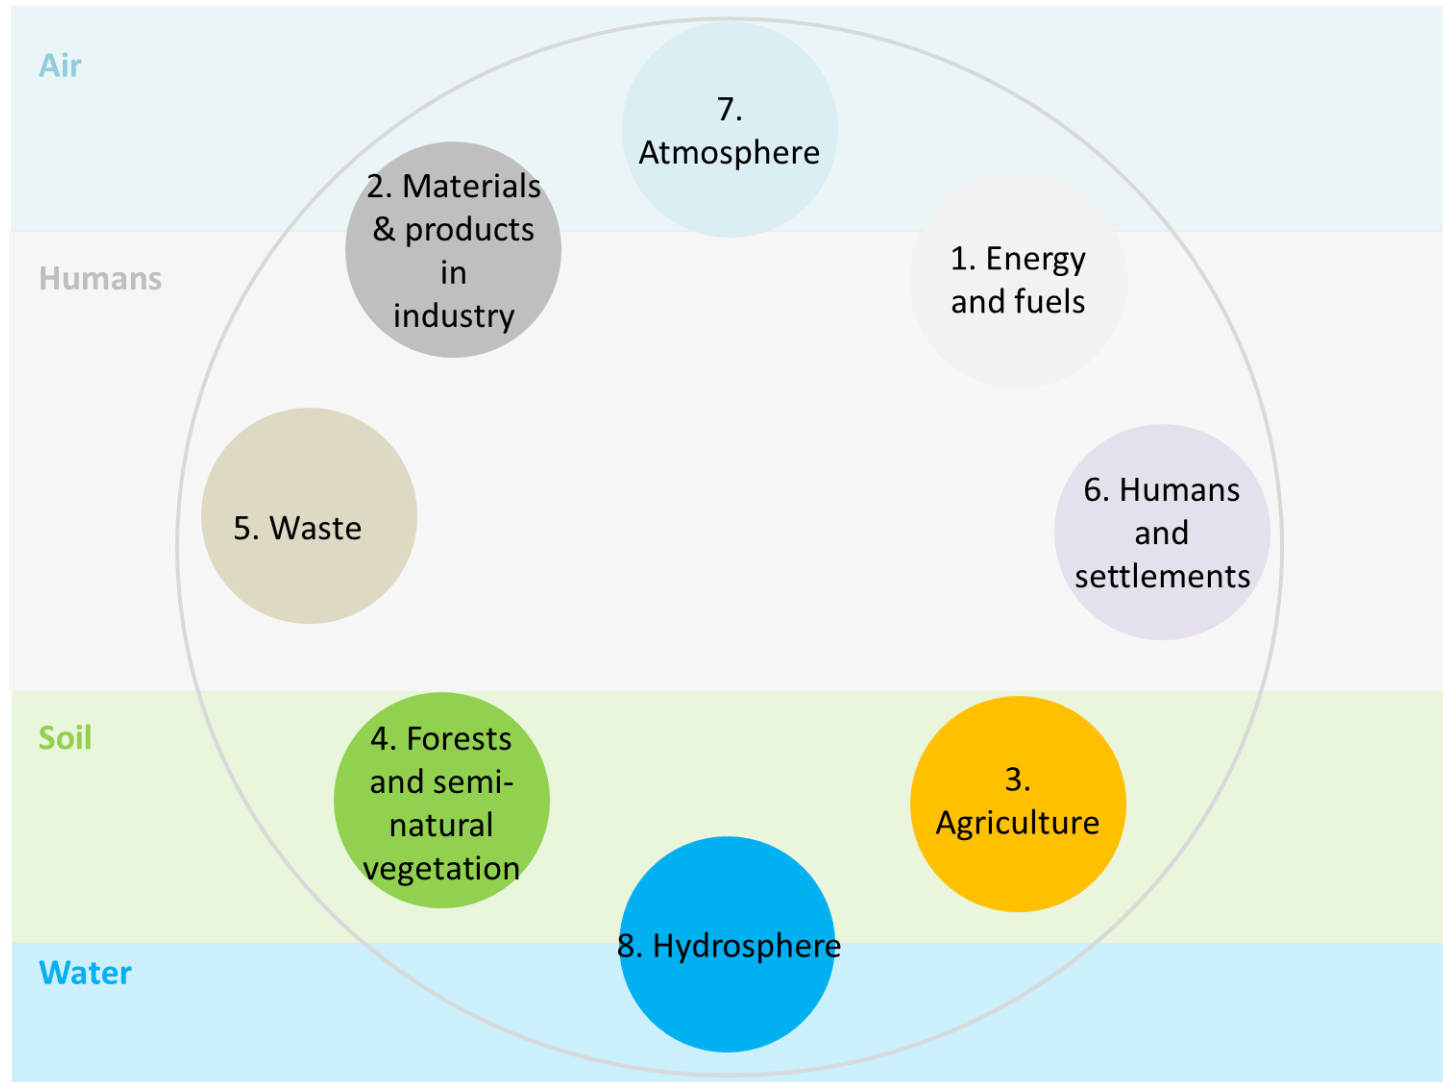 Air
7.
Atmosphere
2. Materials
& products
in
industry
1. Energy
and fuels
Humans
5. Waste
6. Humans
and
settlements
Soil
4. Forests
and semi-
natural
vegetation
3.
Agriculture
8. Hydrosphere
Water